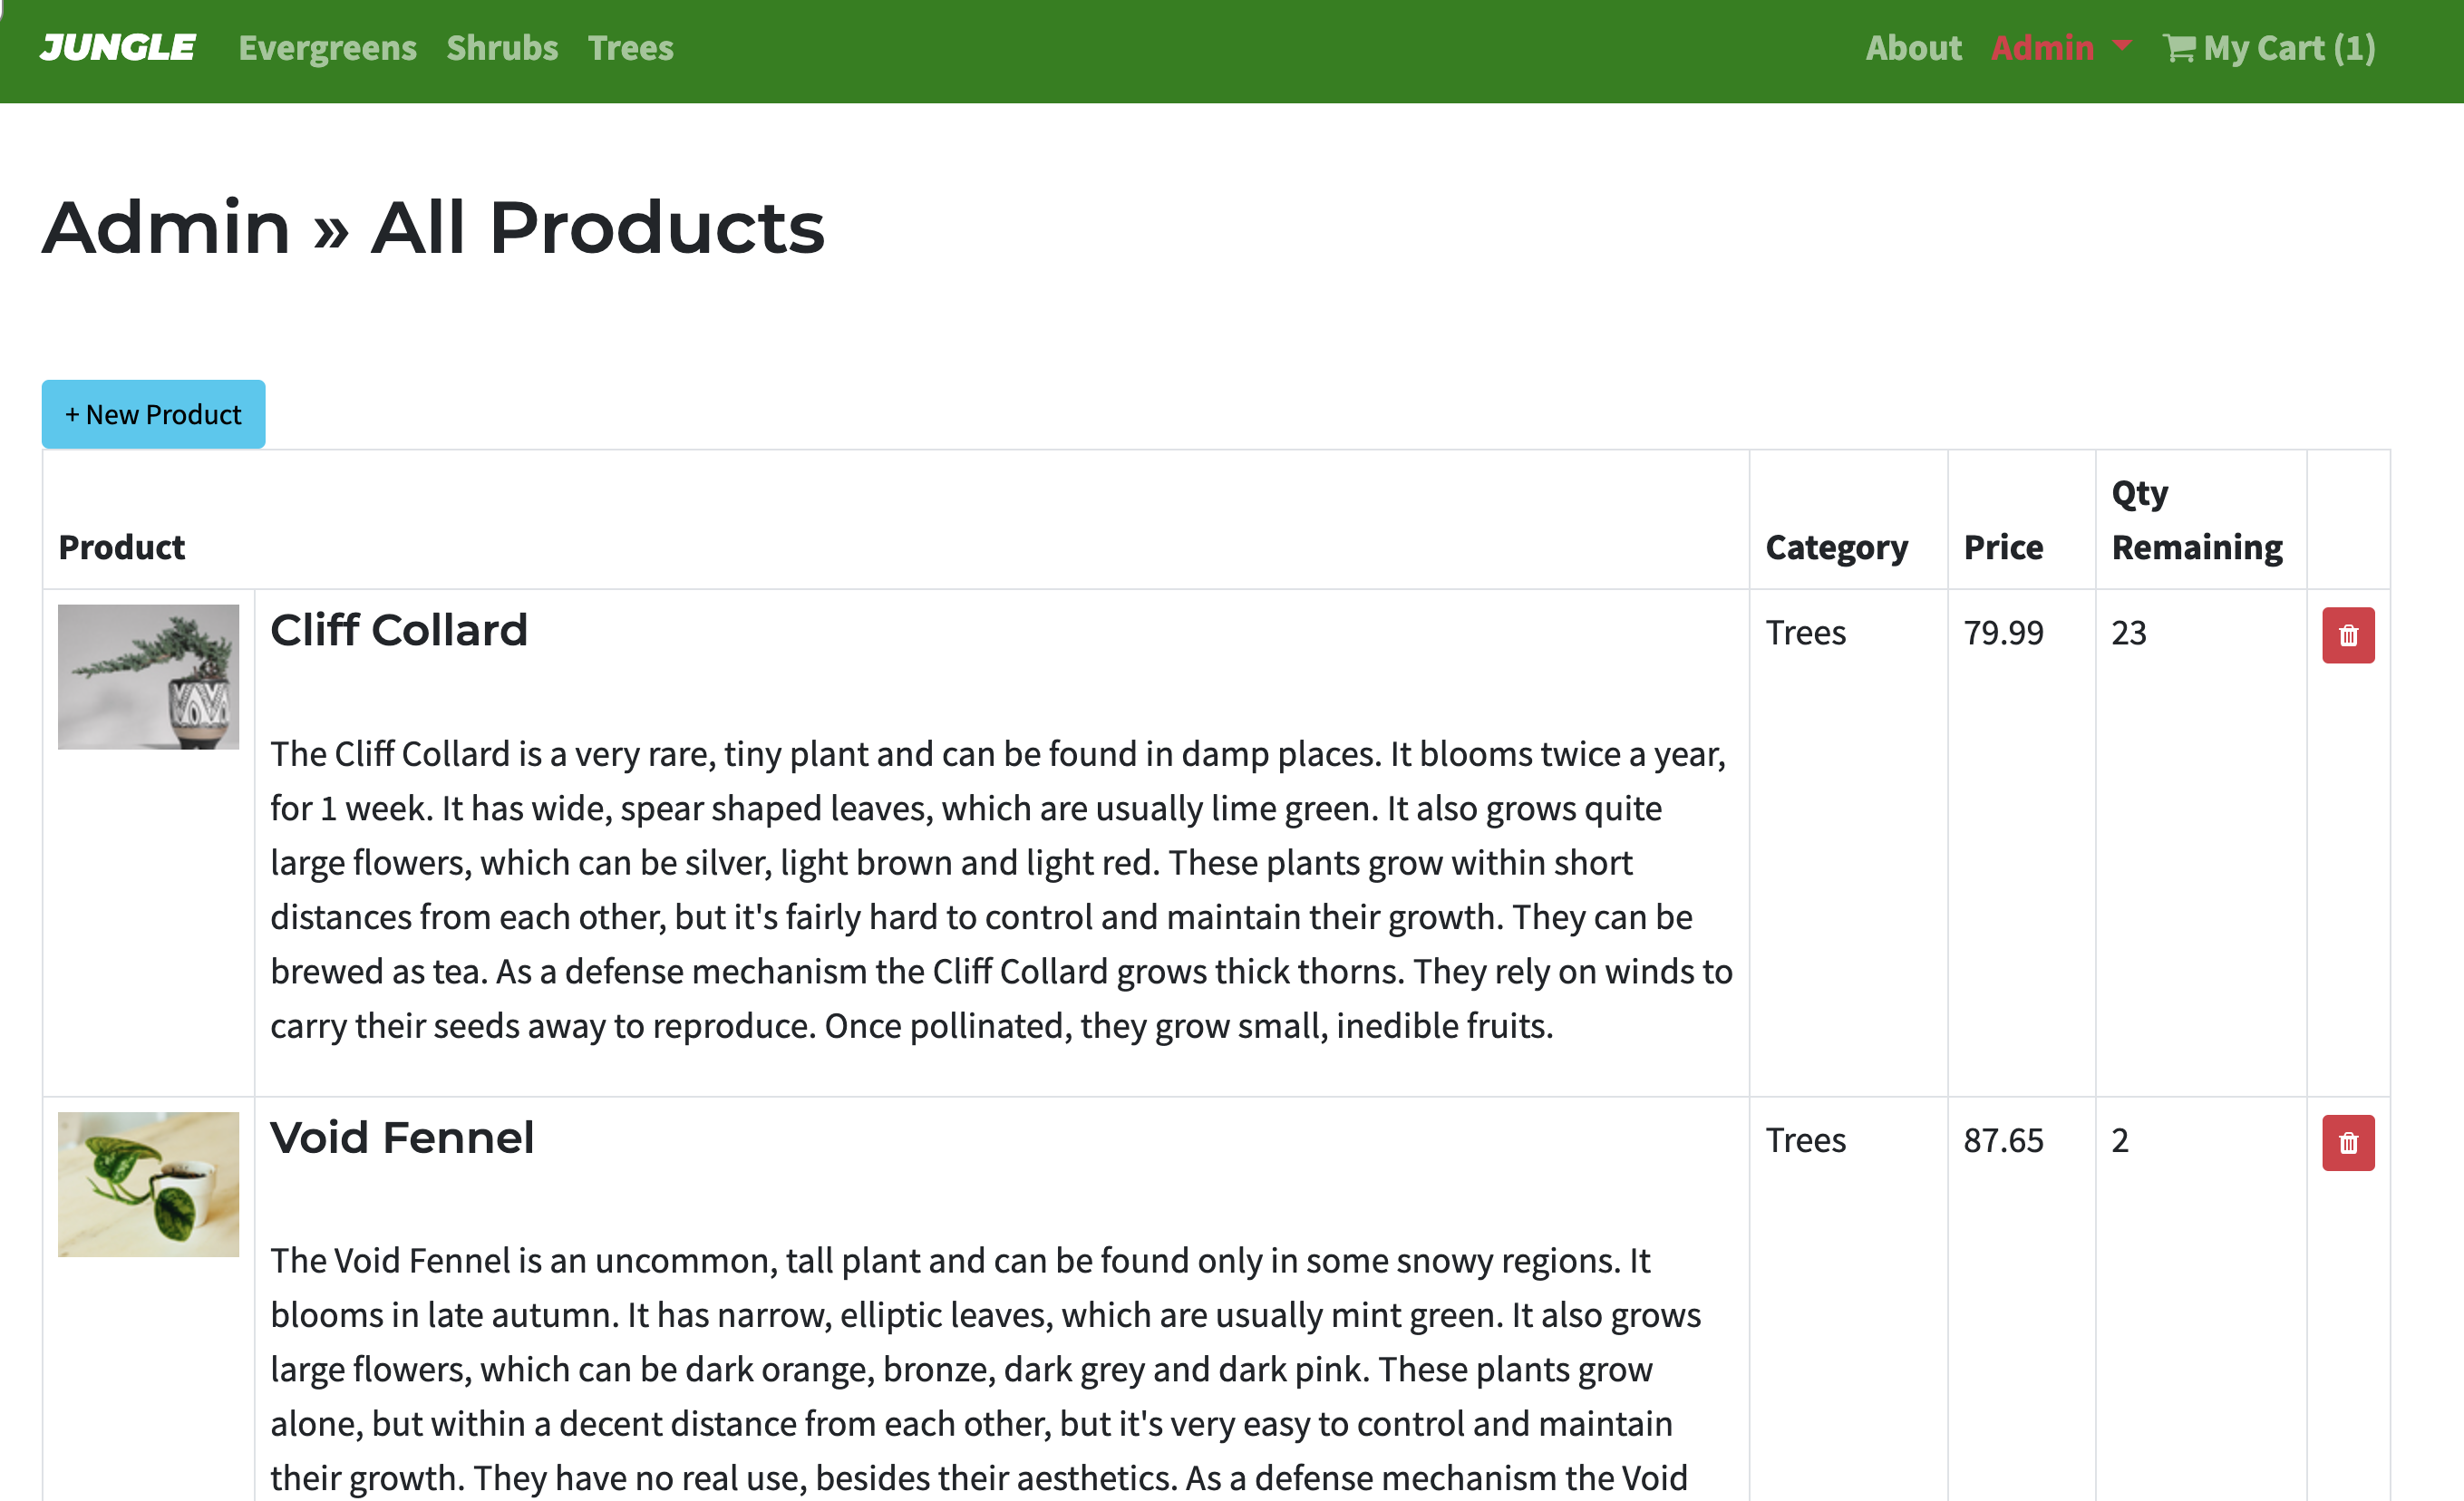 JUNGLE Evergreens Shrubs Trees About Admin My Cart (1)
Admin » All Products
+ New Product
Product Category Price Qty Remaining
Cliff Collard Trees 79.99 23
The Cliff Collard is a very rare, tiny plant and can be found in damp places. It blooms twice a year,
for 1 week. It has wide, spear shaped leaves, which are usually lime green. It also grows quite
large flowers, which can be silver, light brown and light red. These plants grow within short
distances from each other, but it's fairly hard to control and maintain their growth. They can be
brewed as tea. As a defense mechanism the Cliff Collard grows thick thorns. They rely on winds to
carry their seeds away to reproduce. Once pollinated, they grow small, inedible fruits.
Void Fennel Trees 87.65 2
The Void Fennel is an uncommon, tall plant and can be found only in some snowy regions. It
blooms in late autumn. It has narrow, elliptic leaves, which are usually mint green. It also grows
large flowers, which can be dark orange, bronze, dark grey and dark pink. These plants grow
alone, but within a decent distance from each other, but it's very easy to control and maintain
their growth. They have no real use, besides their aesthetics. As a defense mechanism the Void